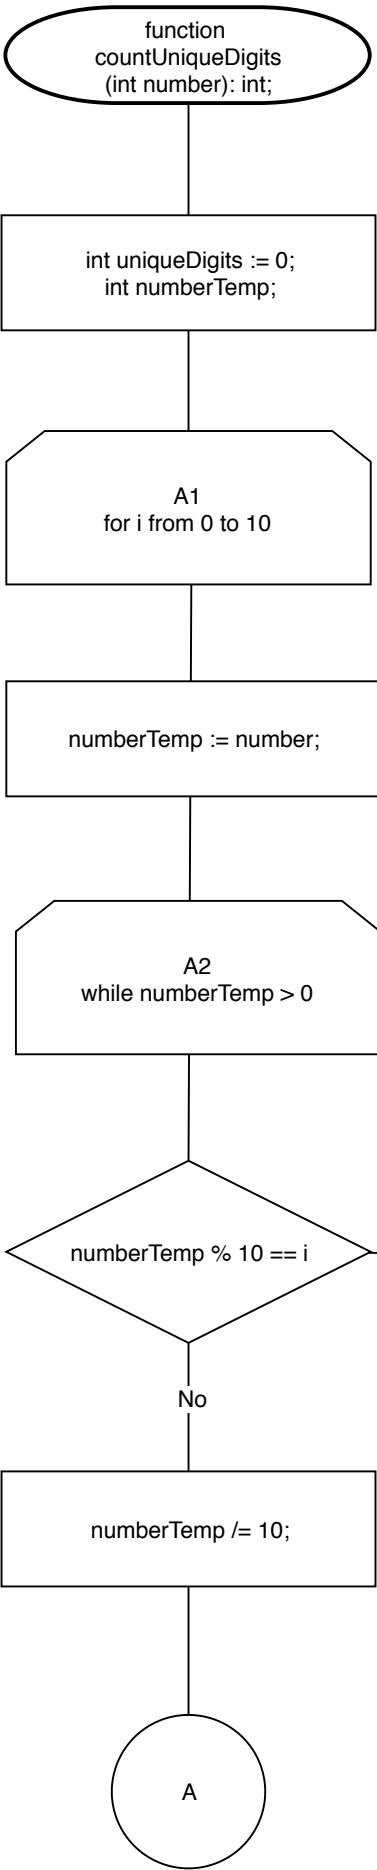 function
countUniqueDigits
(int number): int;
int uniqueDigits := 0;
int numberTemp;
A1
for i from 0 to 10
numberTemp := number;
A2
while numberTemp > 0
numberTemp % 10 == i
No
numberTemp /= 10;
A